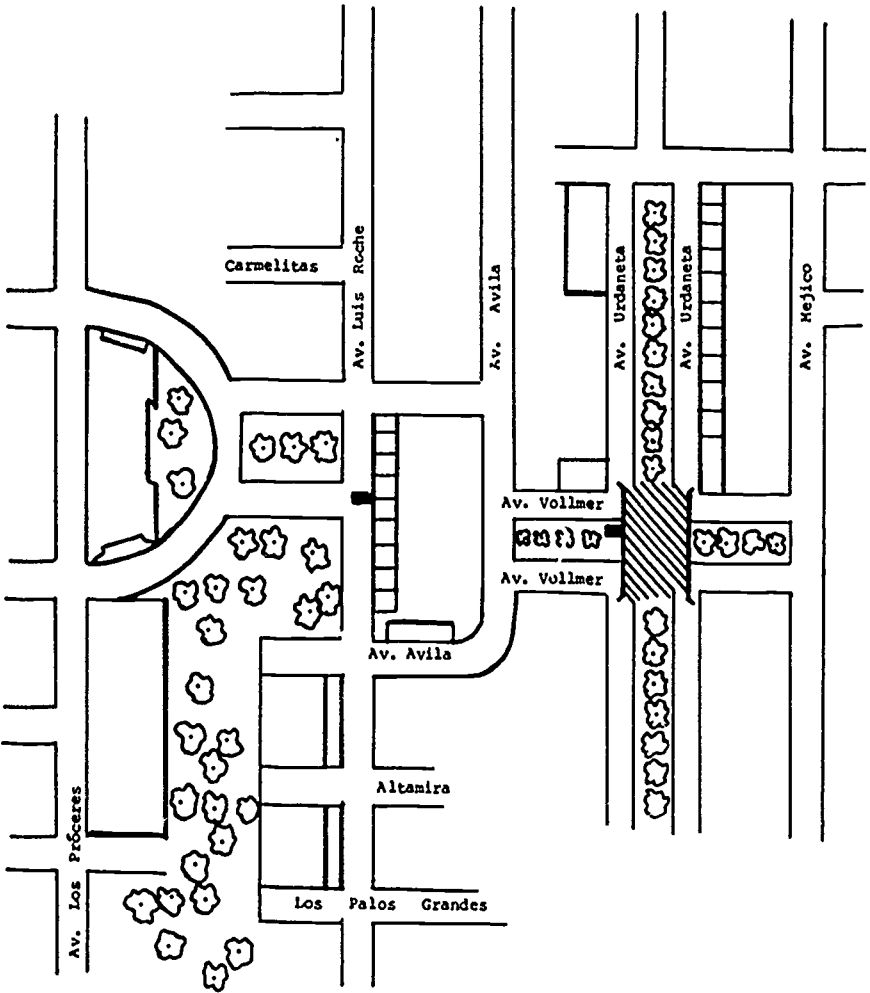 Carmelitas
Av. Luis Roche
Av. Avila
Av. Urdaneta
Av. Urdaneta
Av. Mejico
Av. Vollmer
Av. Vollmer
Av. Avila
Altamira
Av. Los Próceres
Los Palos Grandes